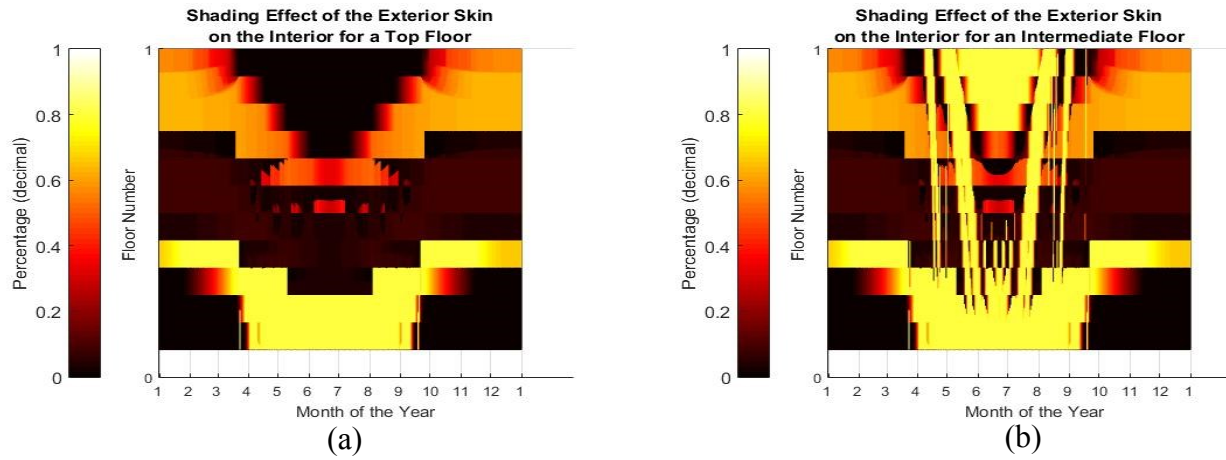 Shading Effect of the Exterior Skin
on the Interior for a Top Floor
Percentage (decimal)
1
0.8
0.6
0.4
0.2
0
Floor Number
1
0
1 2 3 4 5 6 7 8 9 10 11 12 1
Month of the Year
(a)
Shading Effect of the Exterior Skin
on the Interior for an Intermediate Floor
Percentage (decimal)
1
0.8
0.6
0.4
0.2
0
Floor Number
1
0
1 2 3 4 5 6 7 8 9 10 11 12 1
Month of the Year
(b)